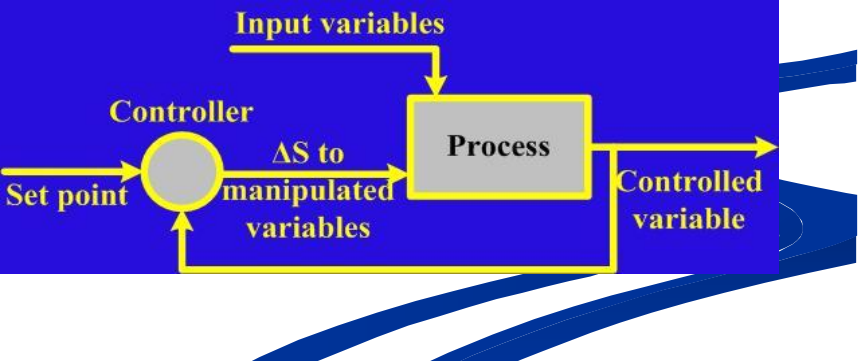 Input variables
Controller
Process
ΔS to
manipulated
variables
Set point
Controlled
variable